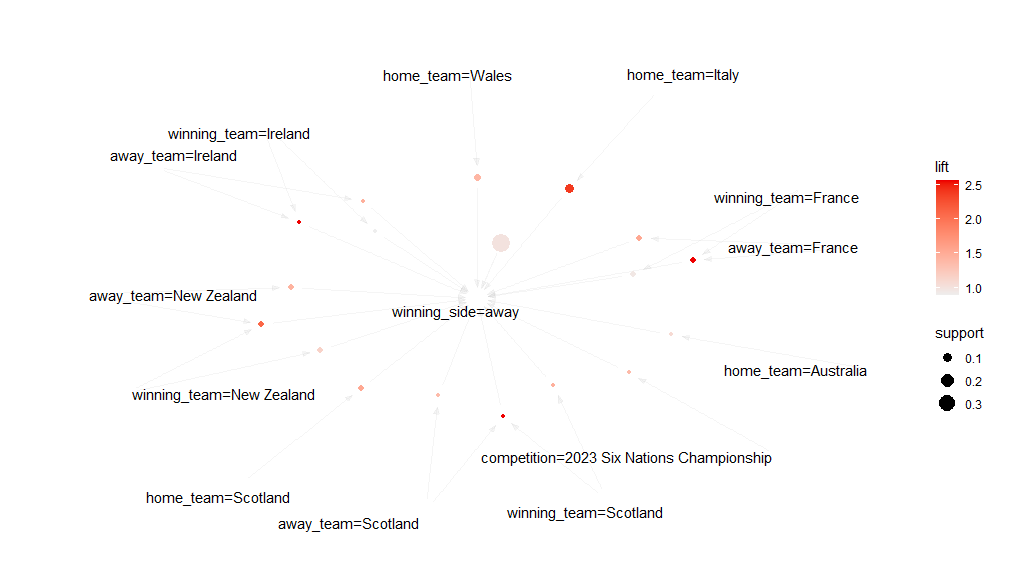 home_team=Wales
home_team=Italy
winning_team=Ireland
away_team=Ireland
winning_team=France
away_team=France
away_team=New Zealand
winning_side=away
home_team=Australia
winning_team=New Zealand
competition=2023 Six Nations Championship
home_team=Scotland
winning_team=Scotland
away_team=Scotland
lift
2.5
2.0
1.5
1.0
support
0.1
0.2
0.3